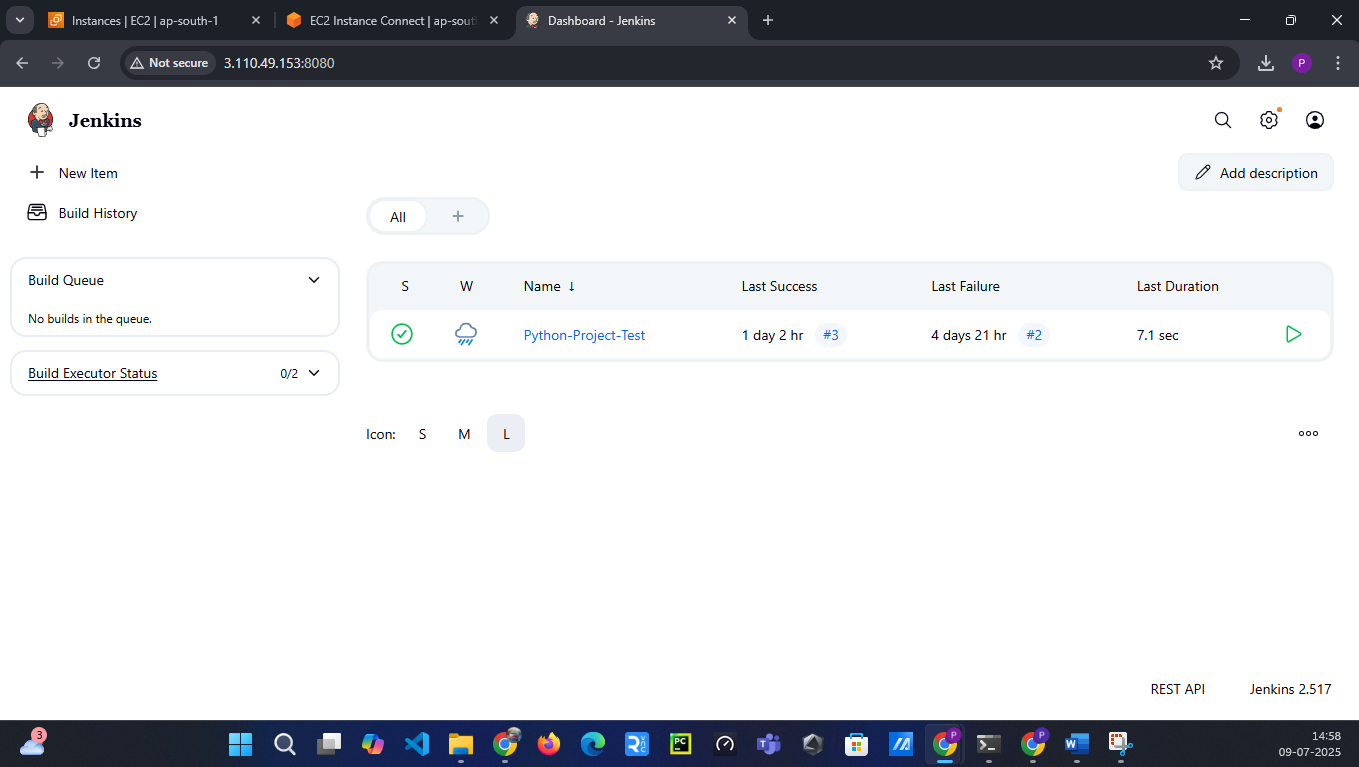 Instances | EC2 | ap-south-1
EC2 Instance Connect | ap-sout
Dashboard - Jenkins
Not secure
3.110.49.153:8080
P
Jenkins
New Item
Add description
Build History
All
Build Queue
No builds in the queue.
Build Executor Status 0/2
S W Name ↓ Last Success Last Failure Last Duration
Python-Project-Test 1 day 2 hr #3 4 days 21 hr #2 7.1 sec
Icon: S M L
REST API Jenkins 2.517
3
PC
P
P
14:58
09-07-2025